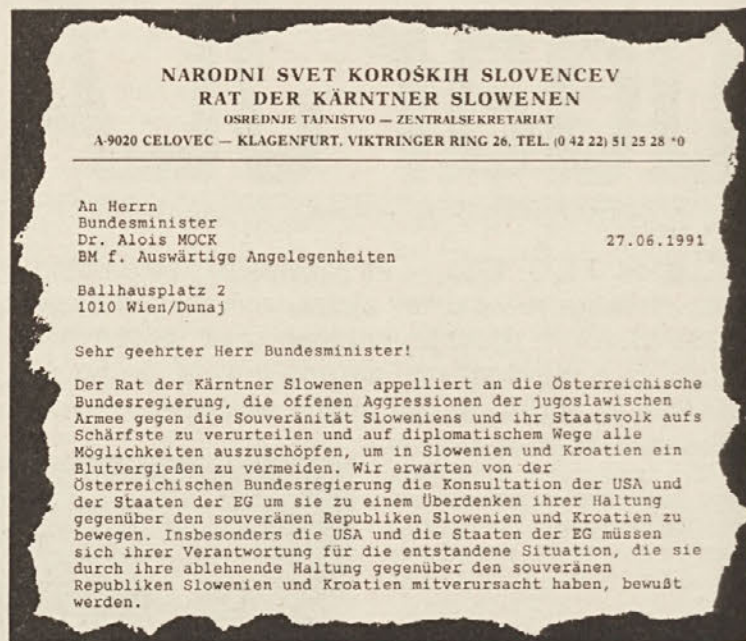 NARODNI SVET KOROŠKIH SLOVENCEV
RAT DER KÄRNTNER SLOWENEN
OSREDNJE TAJNIŠTVO — ZENTRALSEKRETARIAT
A-9020 CELOVEC — KLAGENFURT, VIKTRINGER RING 26, TEL. (0 42 22) 51 25 28 *0
An Herrn
Bundesminister
Dr. Alois MOCK 27.06.1991
BM f. Auswärtige Angelegenheiten
Ballhausplatz 2
1010 Wien/Dunaj
Sehr geehrter Herr Bundesminister!
Der Rat der Kärntner Slowenen appelliert an die Österreichische
Bundesregierung, die offenen Aggressionen der jugoslawischen
Armee gegen die Souveränität Sloweniens und ihr Staatsvolk aufs
Schärfste zu verurteilen und auf diplomatischem Wege alle
Möglichkeiten auszuschöpfen, um in Slowenien und Kroatien ein
Blutvergießen zu vermeiden. Wir erwarten von der
Österreichischen Bundesregierung die Konsultation der USA und
der Staaten der EG um sie zu einem Überdenken ihrer Haltung
gegenüber den souveränen Republiken Slowenien und Kroatien zu
bewegen. Insbesonders die USA und die Staaten der EG müssen
sich ihrer Verantwortung für die entstandene Situation, die sie
durch ihre ablehnende Haltung gegenüber den souveränen
Republiken Slowenien und Kroatien mitverursacht haben, bewußt
werden.